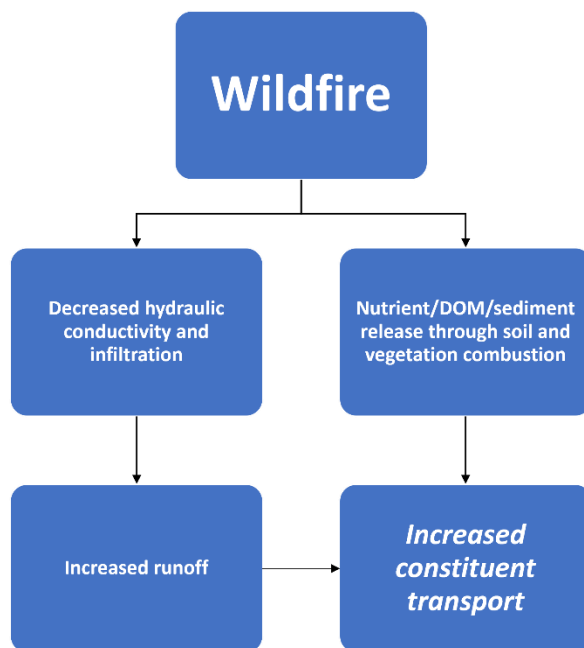 Wildfire
Decreased hydraulic
conductivity and
infiltration
Nutrient/DOM/sediment
release through soil and
vegetation combustion
Increased runoff
Increased
constituent
transport